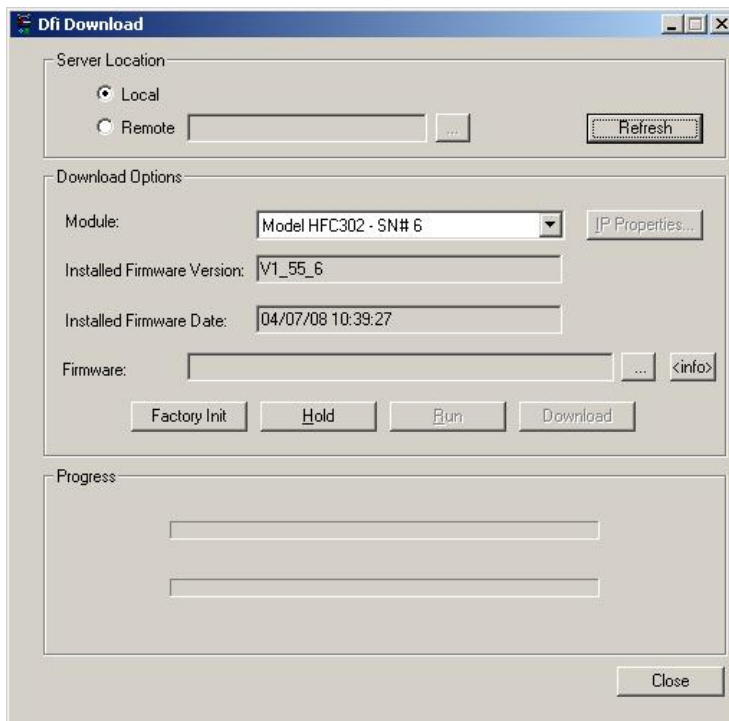 Dfi Download
Server Location
Local
Remote ... Refresh
Download Options
Module: Model HFC302 - SN# 6 IP Properties...
Installed Firmware Version: V1_55_6
Installed Firmware Date: 04/07/08 10:39:27
Firmware: ... <info>
Factory Init Hold Run Download
Progress
Close